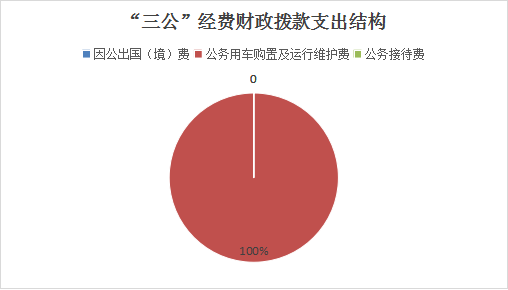 “三公”经费财政拨款支出结构
因公出国（境）费 公务用车购置及运行维护费 公务接待费
0
100%